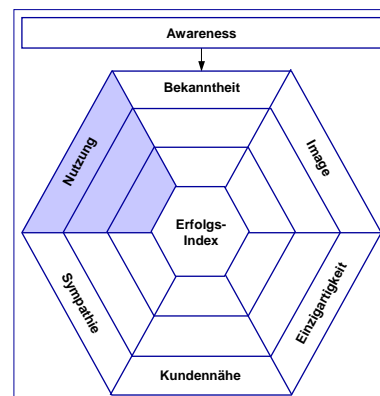 Awareness
Bekanntheit
Nutzung
Image
Erfolgs-
Index
Sympathie
Einzigartigkeit
Kundennähe